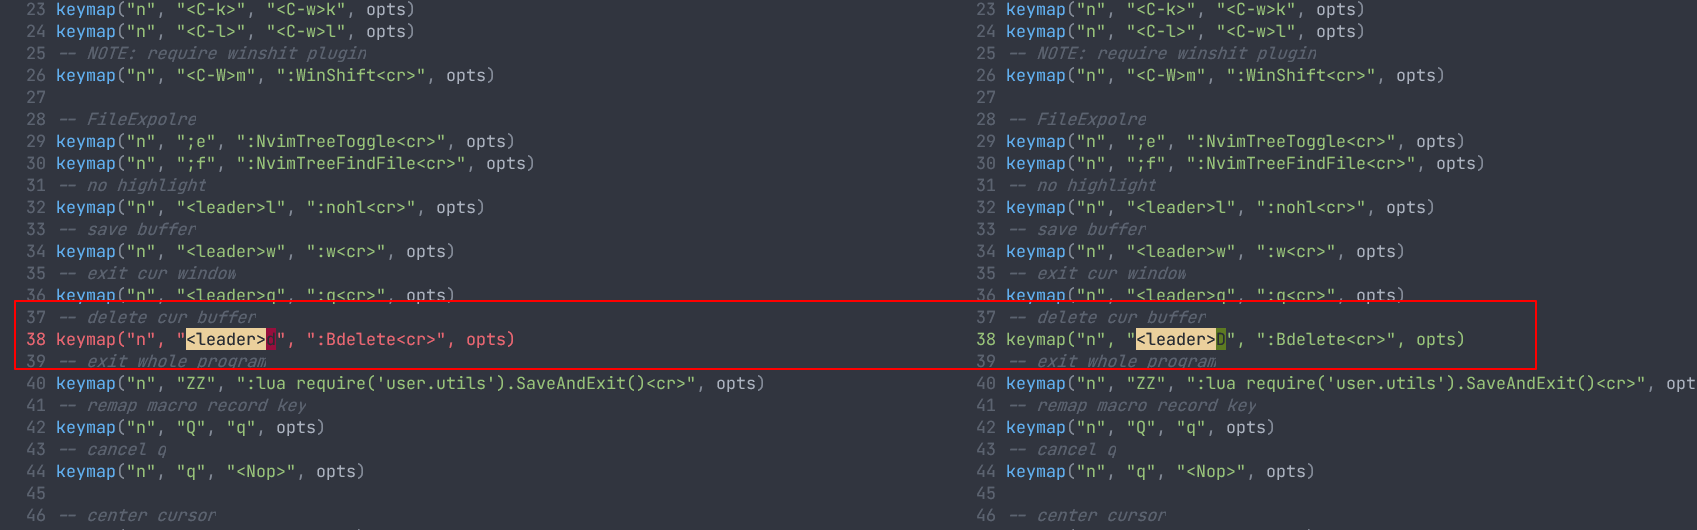 23 keymap("n", "<C-k>", "<C-w>k", opts)
24 keymap("n", "<C-l>", "<C-w>l", opts)
25 -- NOTE: require winshit plugin
26 keymap("n", "<C-W>m", ":WinShift<cr>", opts)
27
28 -- FileExpolre
29 keymap("n", ";e", ":NvimTreeToggle<cr>", opts)
30 keymap("n", ";f", ":NvimTreeFindFile<cr>", opts)
31 -- no highlight
32 keymap("n", "<leader>l", ":nohl<cr>", opts)
33 -- save buffer
34 keymap("n", "<leader>w", ":w<cr>", opts)
35 -- exit cur window
36 keymap("n", "<leader>q", ":q<cr>", opts)
37 -- delete cur buffer
38 keymap("n", "<leader>d", ":Bdelete<cr>", opts)
39 -- exit whole program
40 keymap("n", "ZZ", ":lua require('user.utils').SaveAndExit()<cr>", opts)
41 -- remap macro record key
42 keymap("n", "Q", "q", opts)
43 -- cancel q
44 keymap("n", "q", "<Nop>", opts)
45
46 -- center cursor
23 keymap("n", "<C-k>", "<C-w>k", opts)
24 keymap("n", "<C-l>", "<C-w>l", opts)
25 -- NOTE: require winshit plugin
26 keymap("n", "<C-W>m", ":WinShift<cr>", opts)
27
28 -- FileExpolre
29 keymap("n", ";e", ":NvimTreeToggle<cr>", opts)
30 keymap("n", ";f", ":NvimTreeFindFile<cr>", opts)
31 -- no highlight
32 keymap("n", "<leader>l", ":nohl<cr>", opts)
33 -- save buffer
34 keymap("n", "<leader>w", ":w<cr>", opts)
35 -- exit cur window
36 keymap("n", "<leader>q", ":q<cr>", opts)
37 -- delete cur buffer
38 keymap("n", "<leader>D", ":Bdelete<cr>", opts)
39 -- exit whole program
40 keymap("n", "ZZ", ":lua require('user.utils').SaveAndExit()<cr>", opt
41 -- remap macro record key
42 keymap("n", "Q", "q", opts)
43 -- cancel q
44 keymap("n", "q", "<Nop>", opts)
45
46 -- center cursor